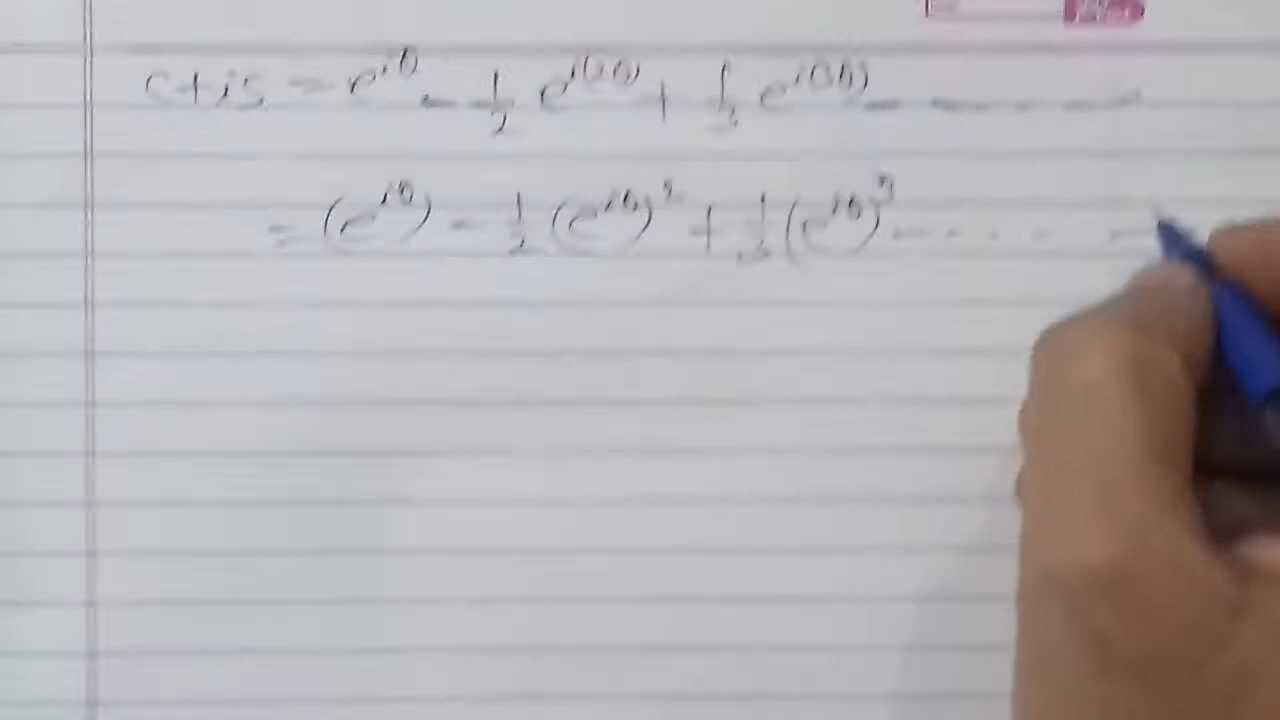 C+iS = e^{iθ} - 1/2 e^{i(2θ)} + 1/3 e^{i(3θ)} - - - - -
= (e^{iθ}) - 1/2 (e^{iθ})^2 + 1/3 (e^{iθ})^3 - . . . . -